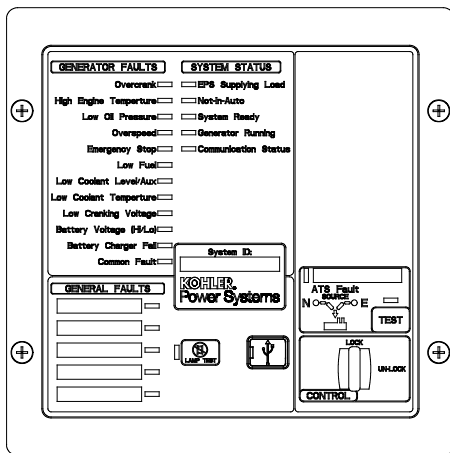 GENERATOR FAULTS
Overcrank
High Engine Temperture
Low Oil Pressure
Overspeed
Emergency Stop
Low Fuel
Low Coolant Level/Aux
Low Coolant Temperture
Low Cranking Voltage
Battery Voltage (Hi/Lo)
Battery Charger Fail
Common Fault
SYSTEM STATUS
EPS Supplying Load
Not-in-Auto
System Ready
Generator Running
Communication Status
System ID:
KOHLER.
Power Systems
GENERAL FAULTS
LAMP TEST
ATS Fault
SOURCE
N E
TEST
LOCK
UN-LOCK
CONTROL